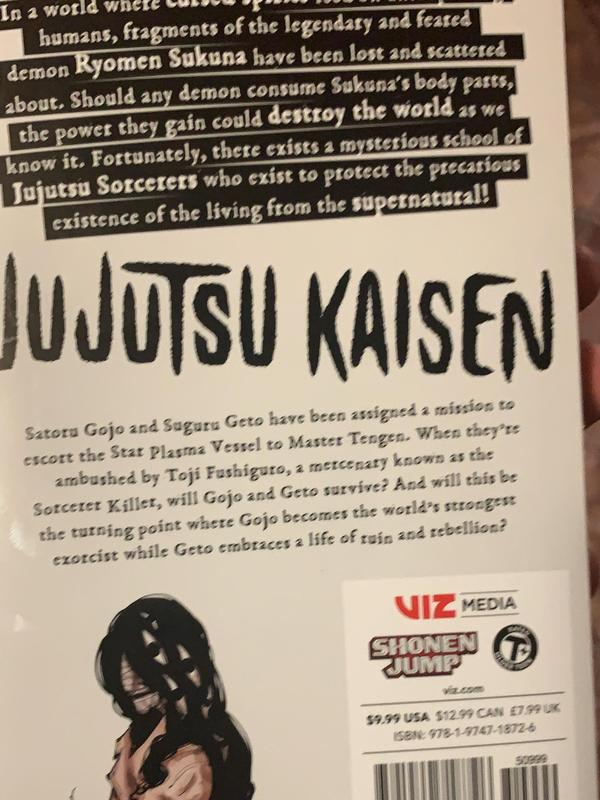 In a world where cursed spirits feed on
humans, fragments of the legendary and feared
demon Ryomen Sukuna have been lost and scattered
about. Should any demon consume Sukuna's body parts,
the power they gain could destroy the world as we
know it. Fortunately, there exists a mysterious school of
Jujutsu Sorcerers who exist to protect the precarious
existence of the living from the supernatural!
JUJUTSU KAISEN
Satoru Gojo and Suguru Geto have been assigned a mission to
escort the Star Plasma Vessel to Master Tengen. When they're
ambushed by Toji Fushiguro, a mercenary known as the
Sorcerer Killer, will Gojo and Geto survive? And will this be
the turning point where Gojo becomes the world's strongest
exorcist while Geto embraces a life of ruin and rebellion?
VIZ MEDIA
SHONEN
JUMP
T+
viz.com
$9.99 USA $12.99 CAN £7.99 UK
ISBN: 978-1-9747-1872-6
50999